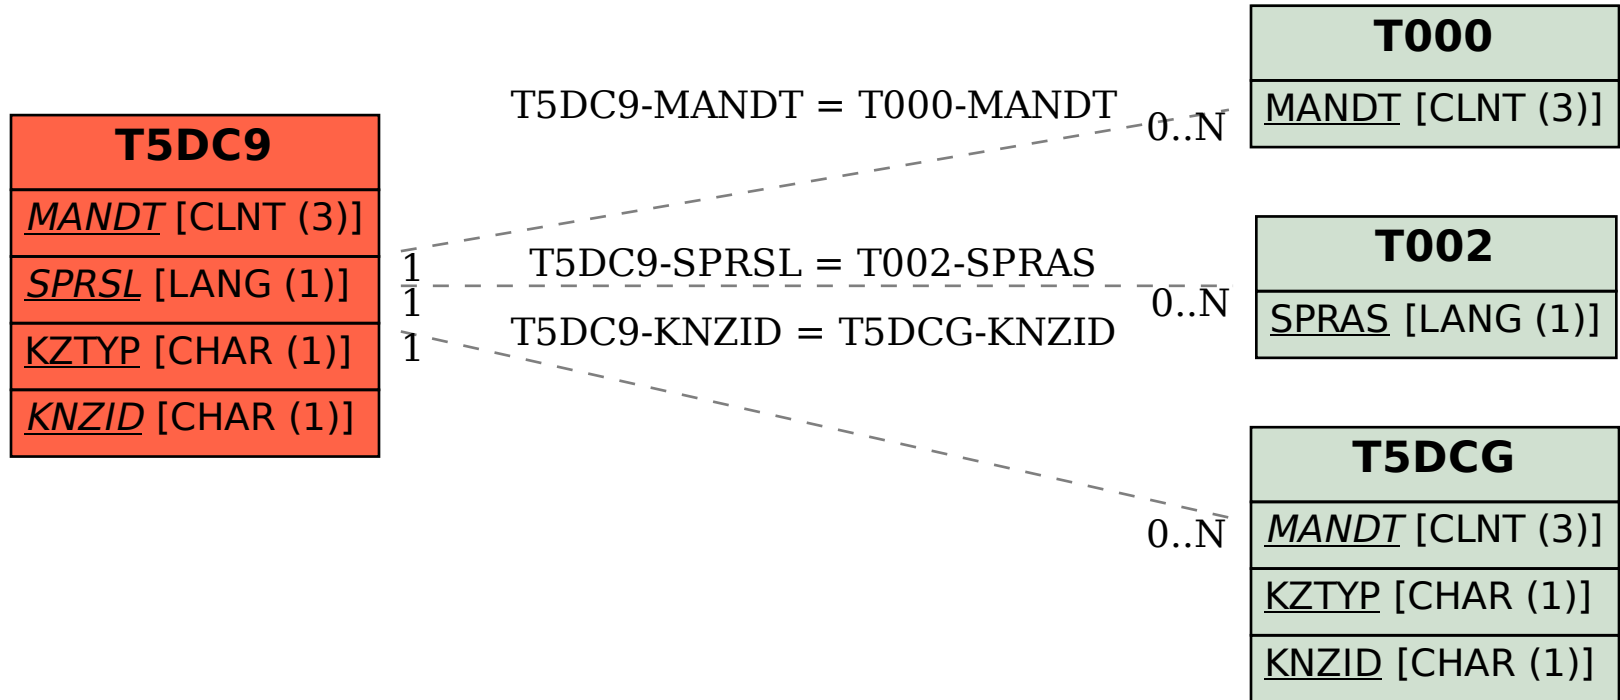 T5DC9
MANDT [CLNT (3)]
SPRSL [LANG (1)]
KZTYP [CHAR (1)]
KNZID [CHAR (1)]
T5DC9-MANDT = T000-MANDT
0..N
1
T5DC9-SPRSL = T002-SPRAS
0..N
1
T5DC9-KNZID = T5DCG-KNZID
0..N
1
T000
MANDT [CLNT (3)]
T002
SPRAS [LANG (1)]
T5DCG
MANDT [CLNT (3)]
KZTYP [CHAR (1)]
KNZID [CHAR (1)]